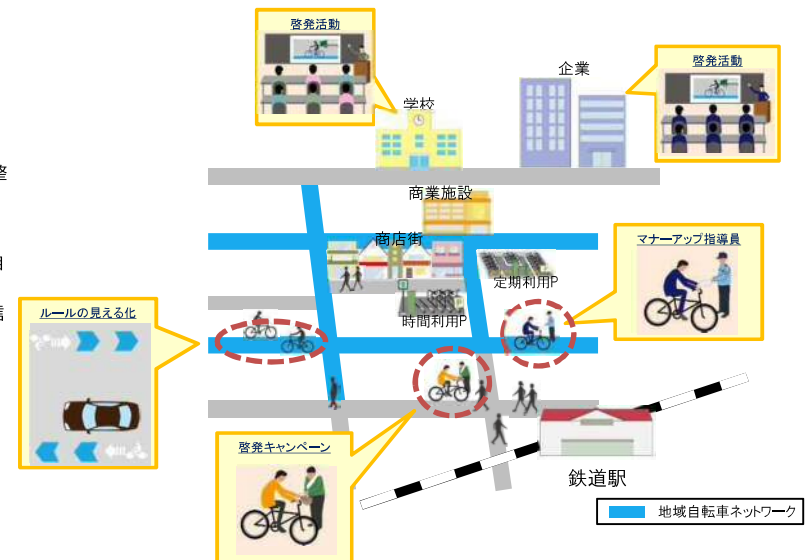 啓発活動
啓発活動
企業
学校
整
商業施設
商店街
マナーアップ指導員
定期利用P
ルールの見える化
時間利用P
啓発キャンペーン
鉄道駅
地域自転車ネットワーク